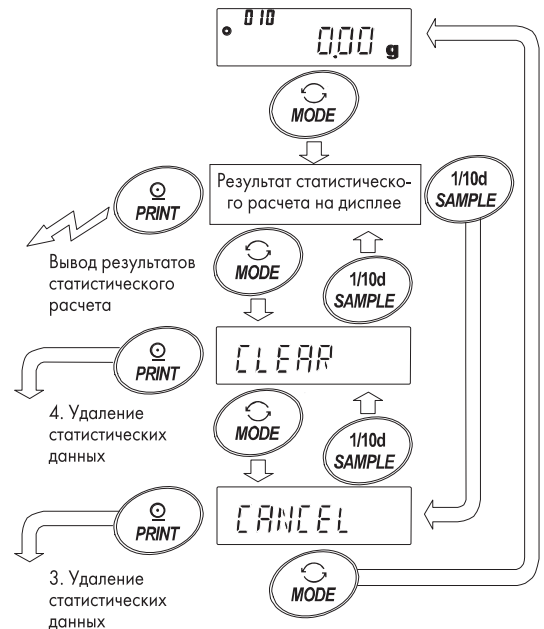 010
0.00 g
MODE
Результат статистическо-
го расчета на дисплее
1/10d
SAMPLE
PRINT
Вывод результатов
статистического
расчета
MODE
1/10d
SAMPLE
PRINT
CLEAR
4. Удаление
статистических
данных
MODE
1/10d
SAMPLE
PRINT
CANCEL
3. Удаление
статистических
данных
MODE